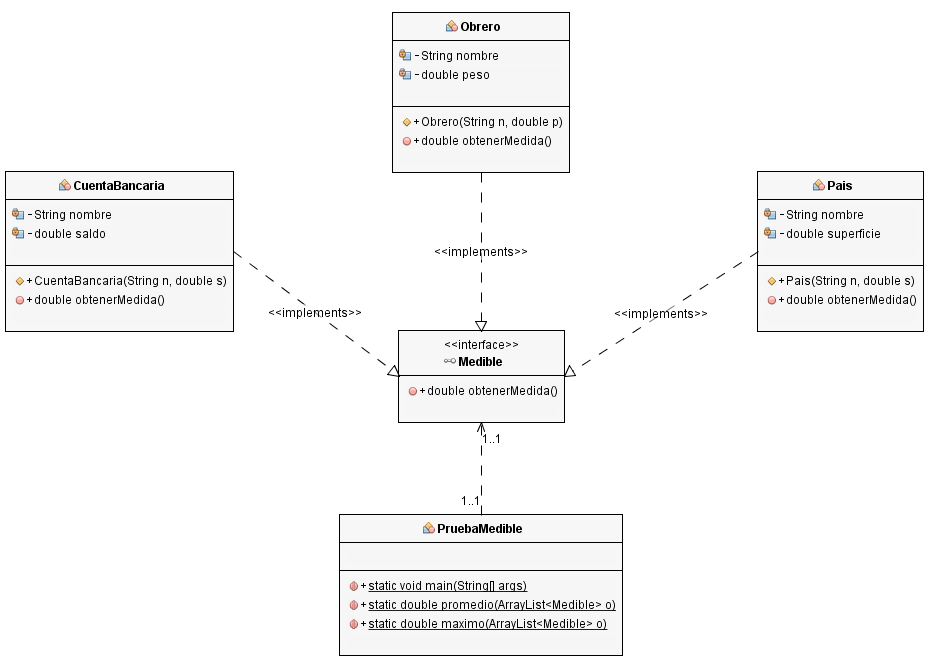 Obrero
- String nombre
- double peso
+ Obrero(String n, double p)
+ double obtenerMedida()
CuentaBancaria
- String nombre
- double saldo
+ CuentaBancaria(String n, double s)
+ double obtenerMedida()
Pais
- String nombre
- double superficie
+ Pais(String n, double s)
+ double obtenerMedida()
<<implements>>
<<implements>>
<<implements>>
<<interface>>
Medible
+ double obtenerMedida()
1..1
1..1
PruebaMedible
+ static void main(String[] args)
+ static double promedio(ArrayList<Medible> o)
+ static double maximo(ArrayList<Medible> o)